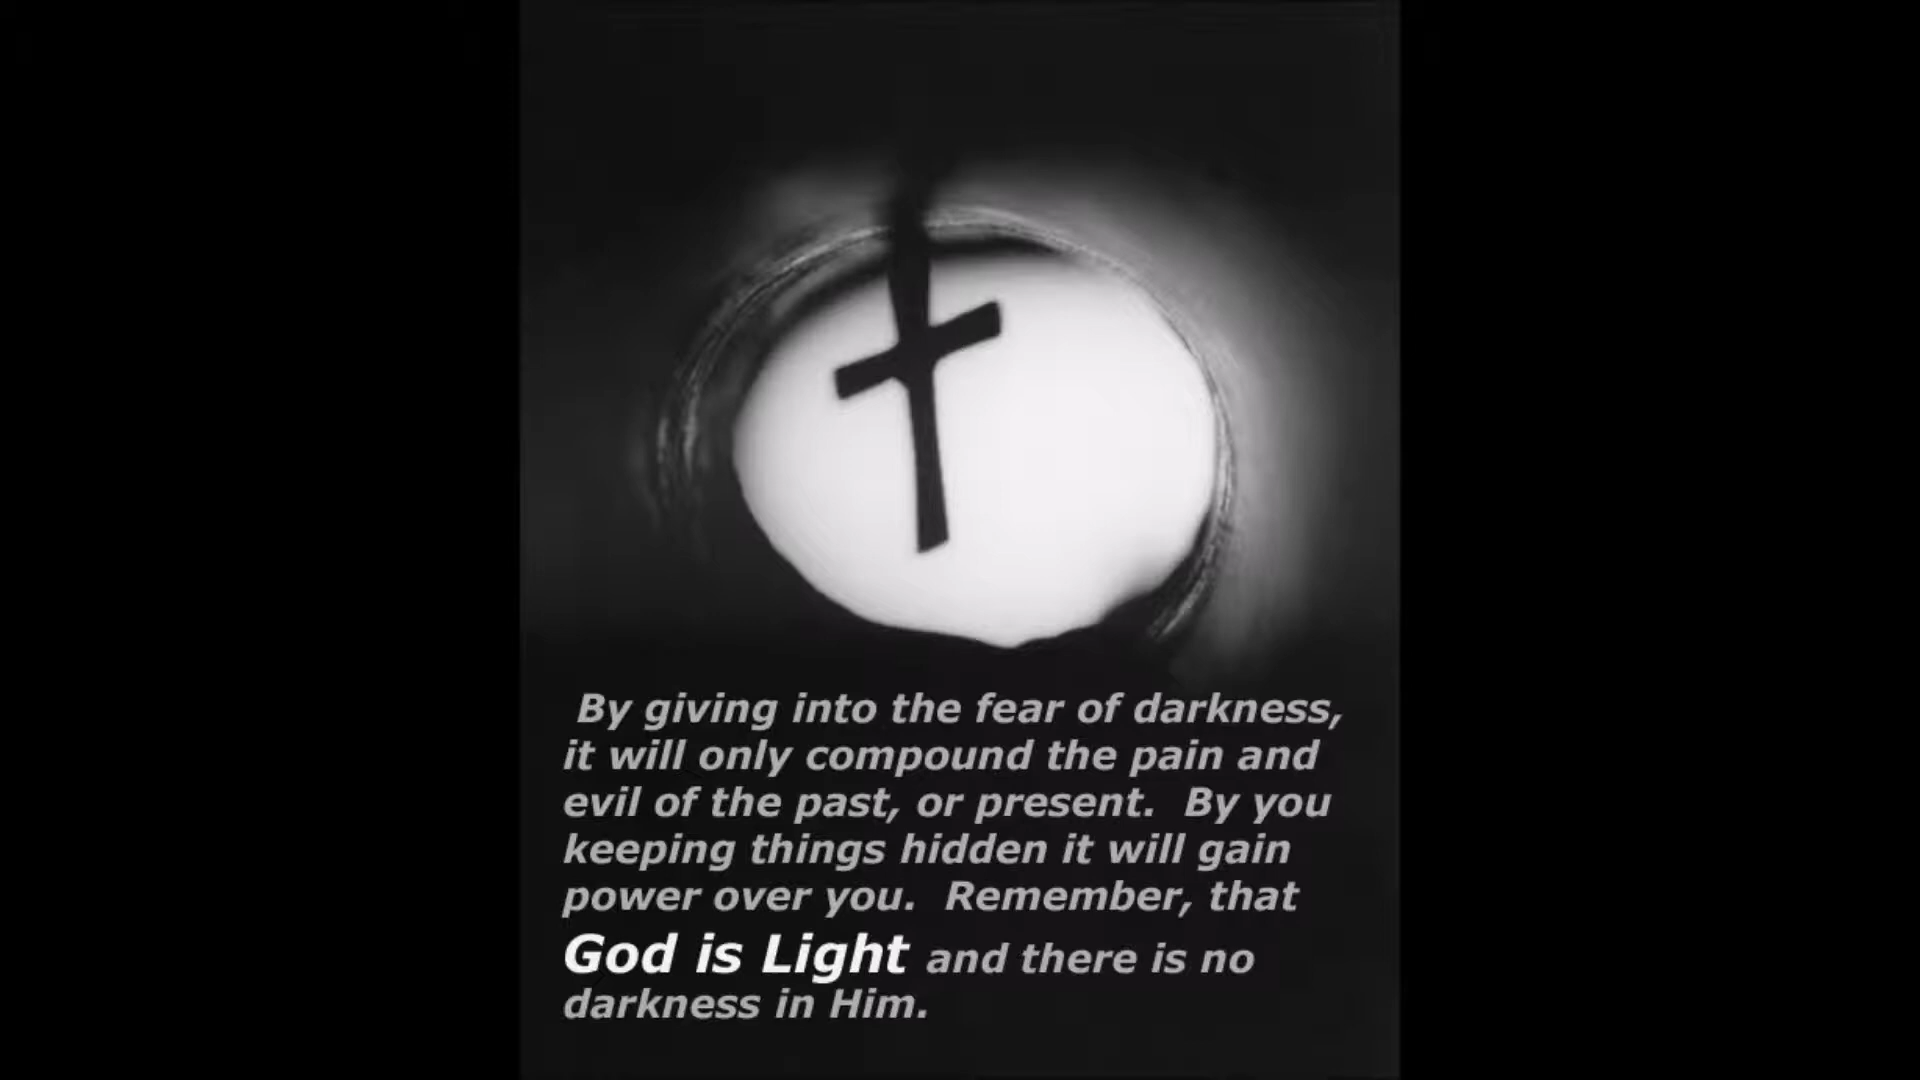 By giving into the fear of darkness,
it will only compound the pain and
evil of the past, or present.  By you
keeping things hidden it will gain
power over you.  Remember, that
God is Light and there is no
darkness in Him.